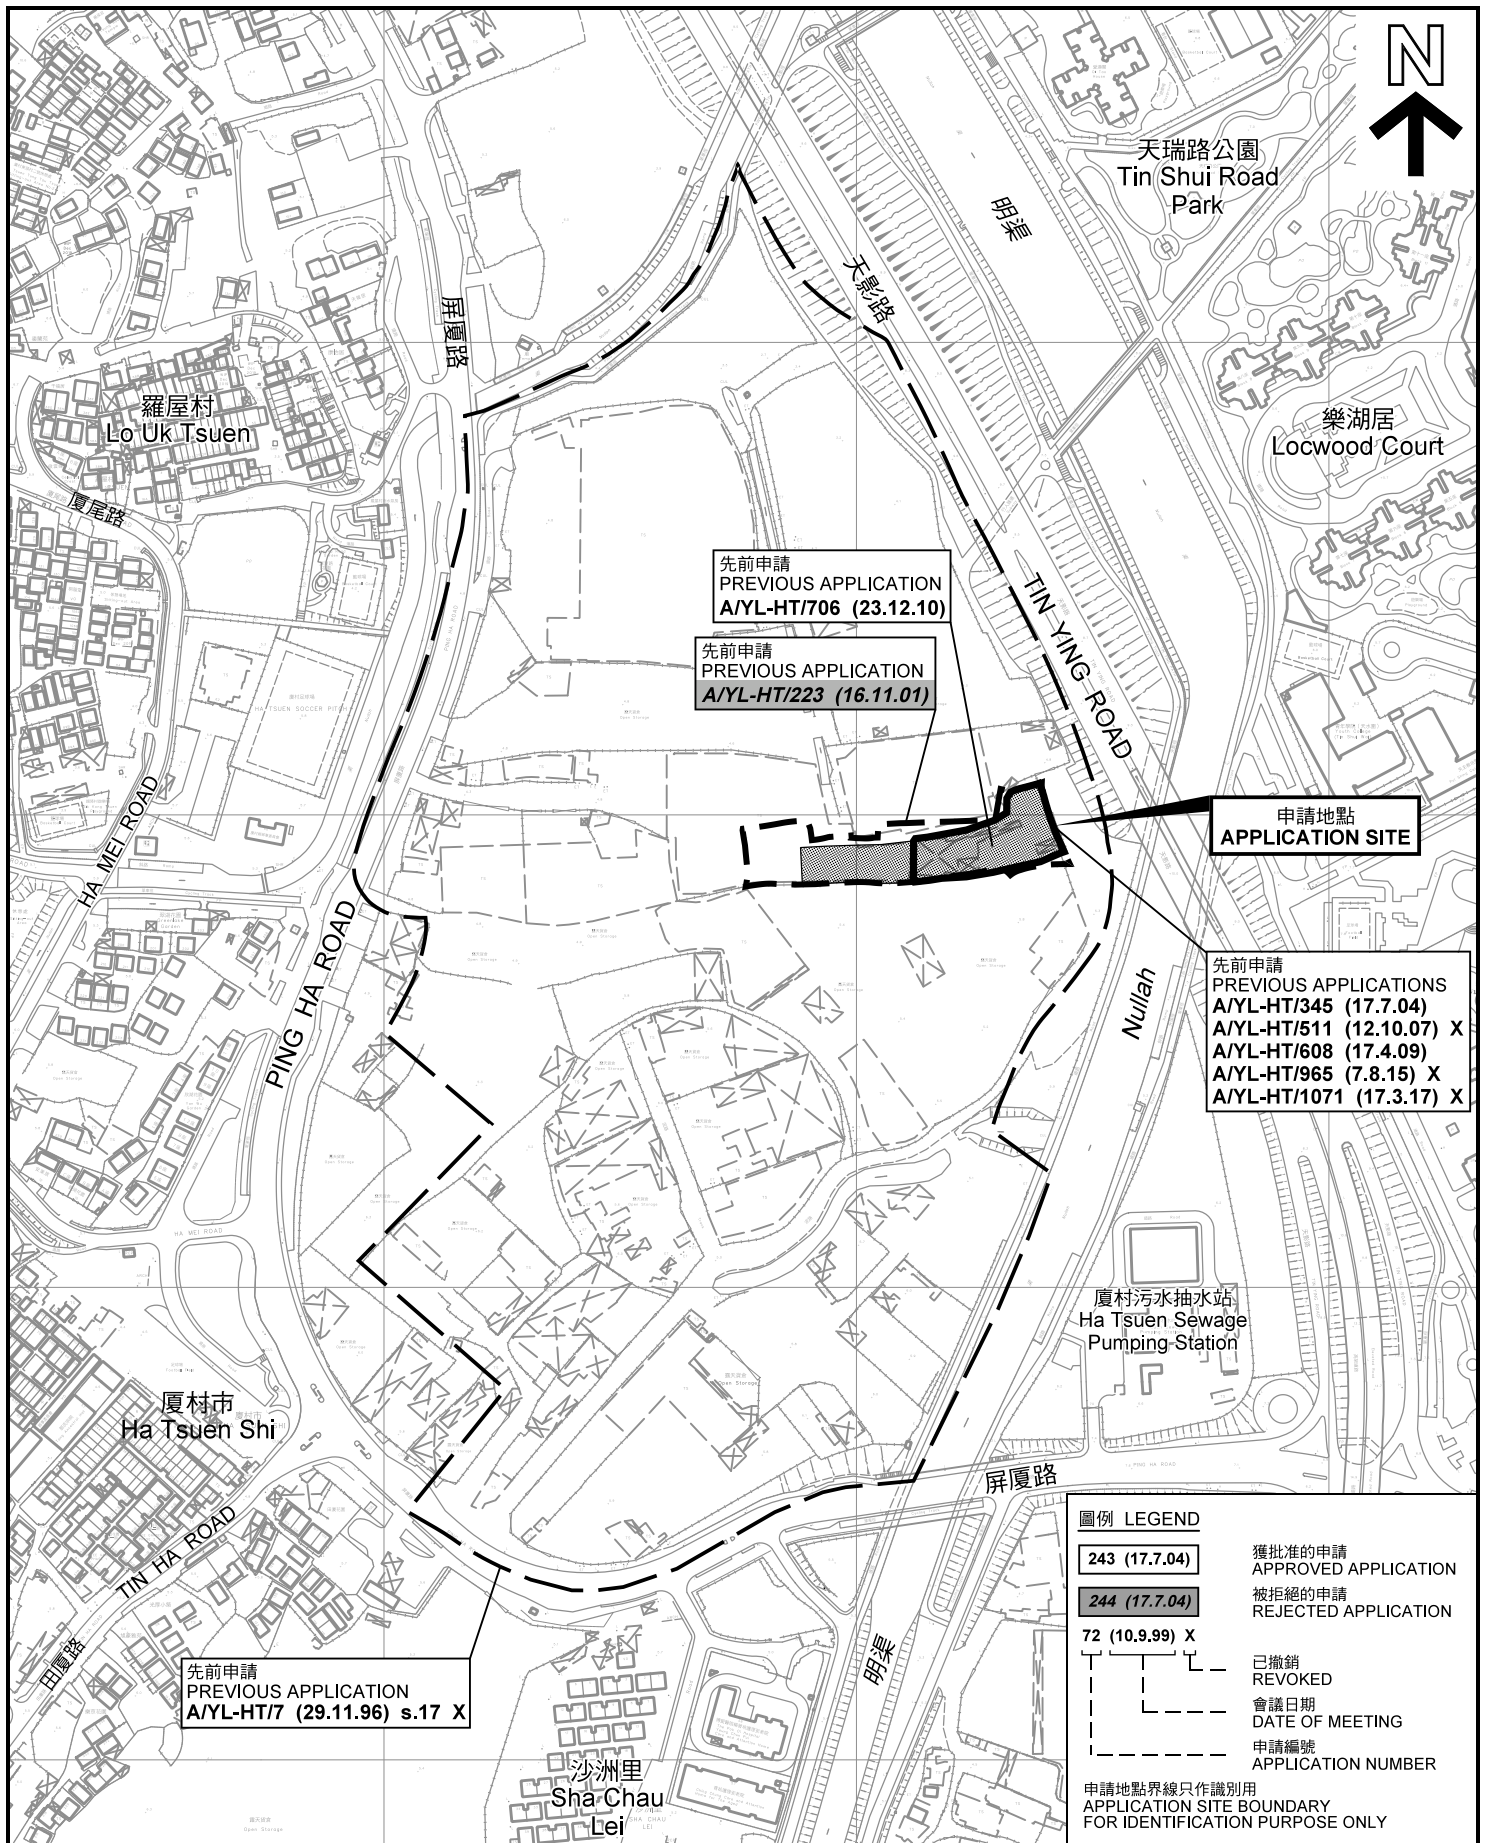 N
天瑞路公園
Tin Shui Road
Park
明渠
天影路
屏廈路
羅屋村
Lo Uk Tsuen
樂湖居
Locwood Court
廈尾路
先前申請
PREVIOUS APPLICATION
A/YL-HT/706 (23.12.10)
TIN YING ROAD
先前申請
PREVIOUS APPLICATION
A/YL-HT/223 (16.11.01)
HA TSUEN SOCCER PITCH
申請地點
APPLICATION SITE
HA MEI ROAD
PING HA ROAD
Nullah
先前申請
PREVIOUS APPLICATIONS
A/YL-HT/345 (17.7.04)
A/YL-HT/511 (12.10.07) X
A/YL-HT/608 (17.4.09)
A/YL-HT/965 (7.8.15) X
A/YL-HT/1071 (17.3.17) X
HA MEI ROAD
廈村污水抽水站
Ha Tsuen Sewage
Pumping Station
廈村市
Ha Tsuen Shi
屏廈路
PING HA ROAD
TIN HA ROAD
田廈路
明渠
先前申請
PREVIOUS APPLICATION
A/YL-HT/7 (29.11.96) s.17 X
沙洲里
Sha Chau
Lei
圖例 LEGEND
243 (17.7.04)
獲批准的申請
APPROVED APPLICATION
244 (17.7.04)
被拒絕的申請
REJECTED APPLICATION
72 (10.9.99) X
已撤銷
REVOKED
會議日期
DATE OF MEETING
申請編號
APPLICATION NUMBER
申請地點界線只作識別用
APPLICATION SITE BOUNDARY
FOR IDENTIFICATION PURPOSE ONLY